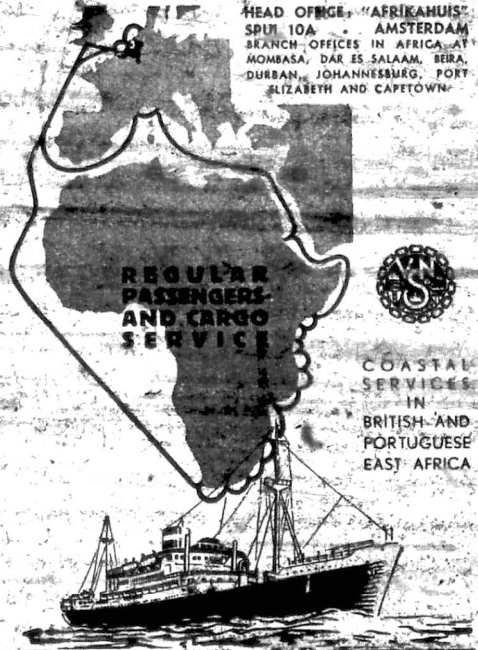 HEAD OFFICE, "AFRIKAHUIS"
SPUI 10A • AMSTERDAM
BRANCH OFFICES IN AFRICA AT
MOMBASA, DAR ES SALAAM, BEIRA,
DURBAN, JOHANNESBURG, PORT
ELIZABETH AND CAPETOWN.
REGULAR
PASSENGERS-
AND CARGO
SERVICE
COASTAL
SERVICES
IN
BRITISH AND
PORTUGUESE
EAST AFRICA